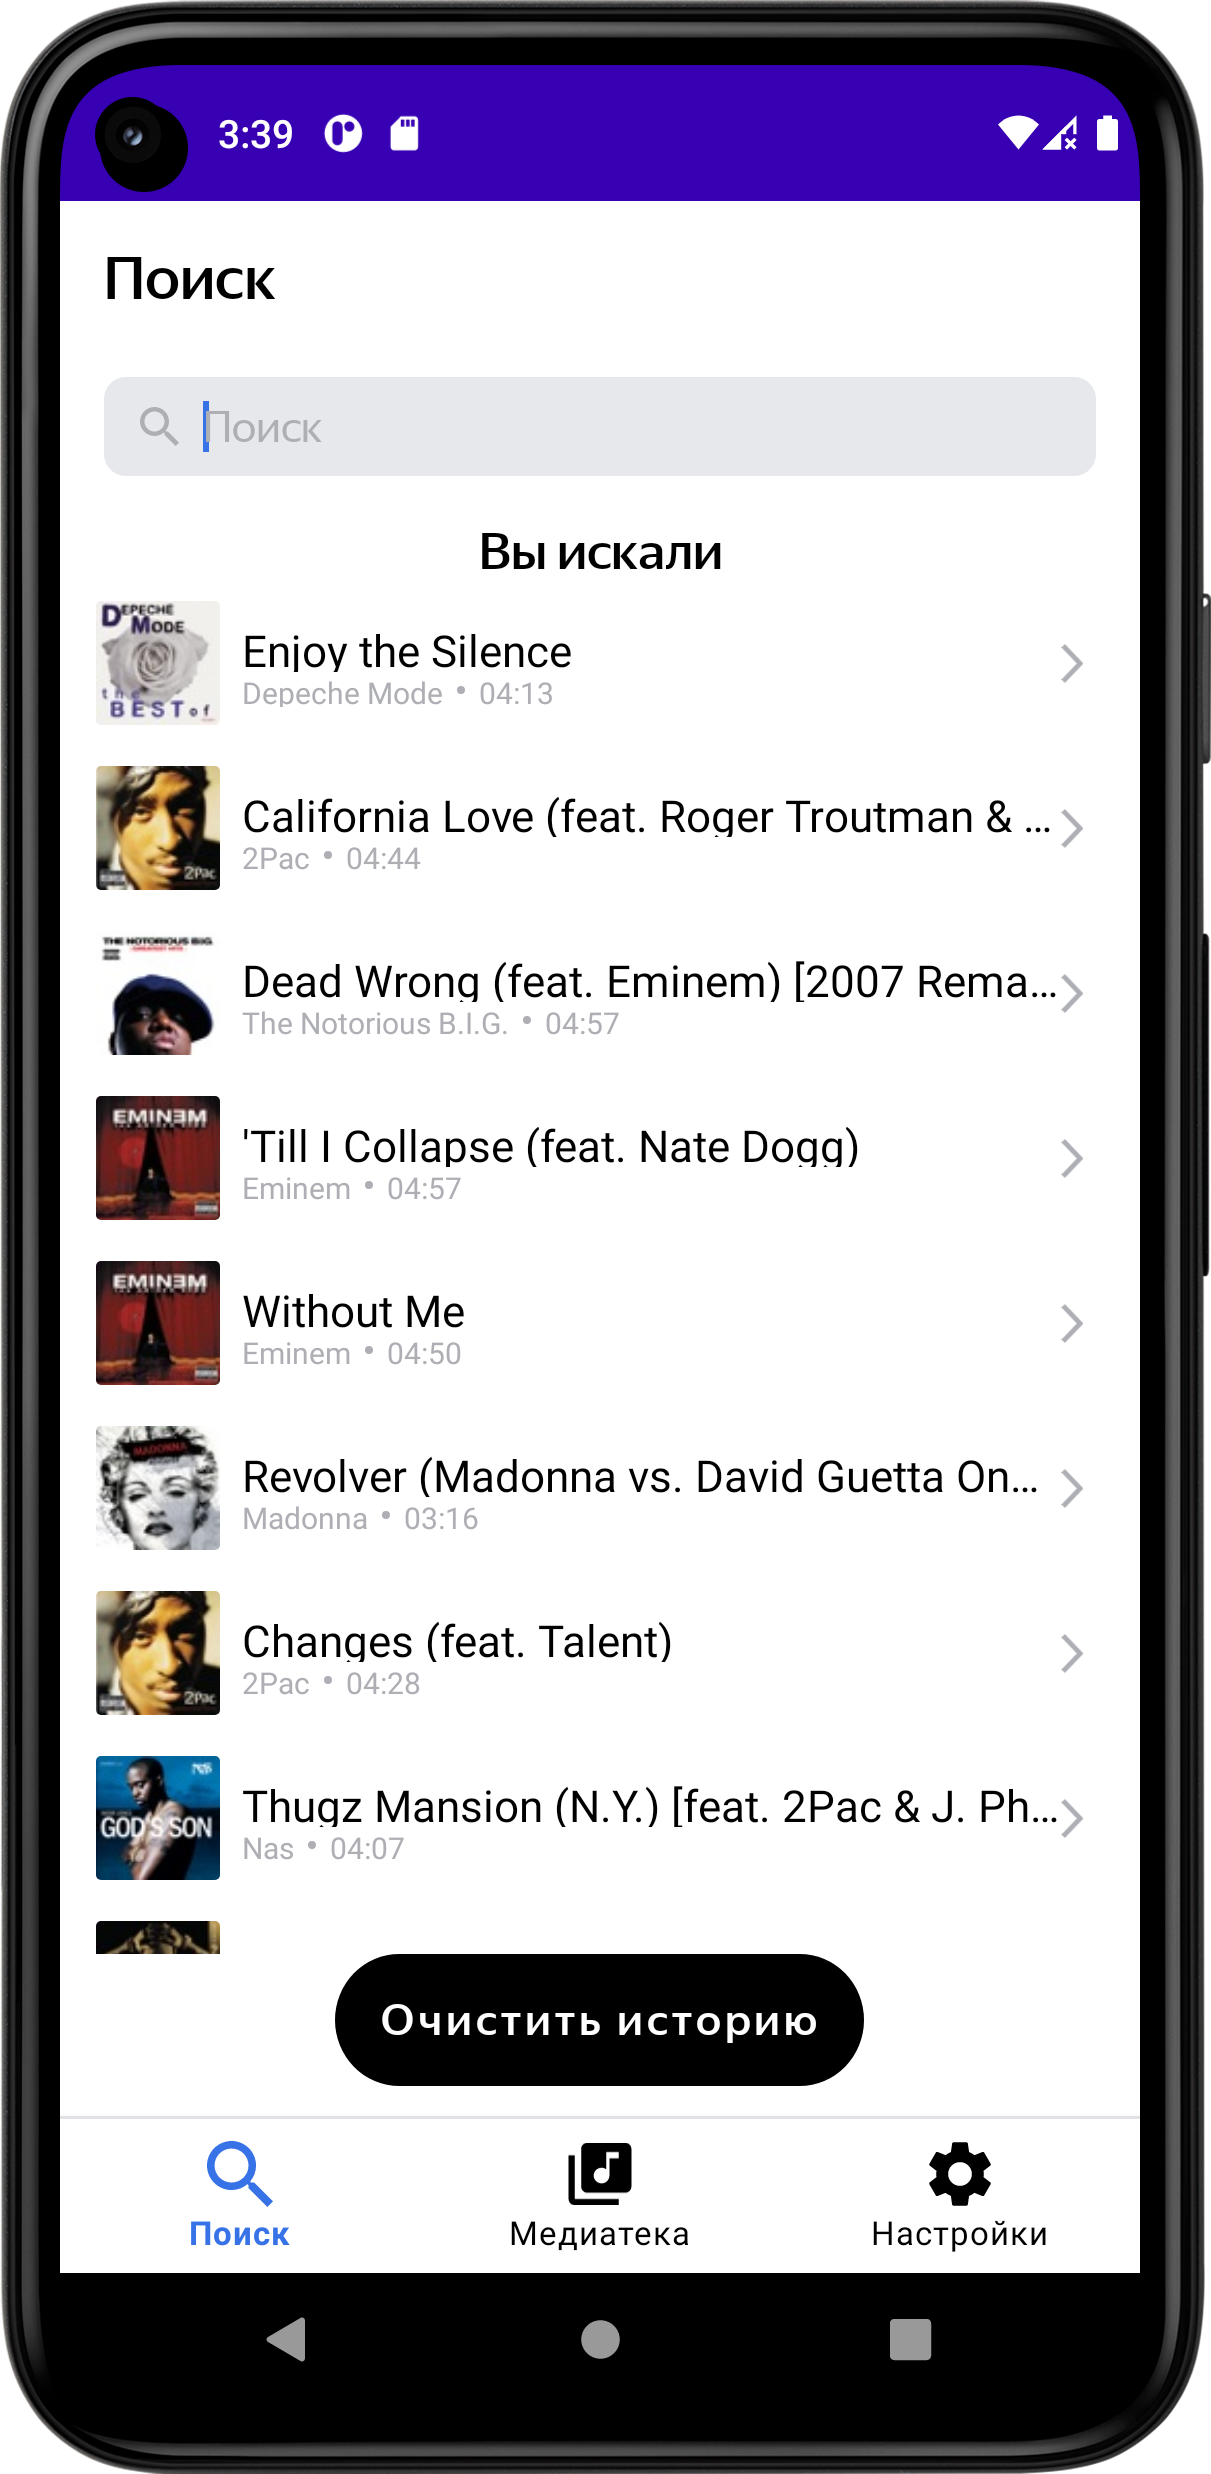 3:39
Поиск
Поиск
Вы искали
DEPECHE
MODE
the
BEST of
Enjoy the Silence
Depeche Mode • 04:13
2Pac
California Love (feat. Roger Troutman & ...
2Pac • 04:44
THE NOTORIOUS B.I.G.
GREATEST HITS
Dead Wrong (feat. Eminem) [2007 Rema...
The Notorious B.I.G. • 04:57
EMINƎM
'Till I Collapse (feat. Nate Dogg)
Eminem • 04:57
EMINƎM
Without Me
Eminem • 04:50
MADONNA
Revolver (Madonna vs. David Guetta On...
Madonna • 03:16
2Pac
Changes (feat. Talent)
2Pac • 04:28
NAS
GOD'S SON
Thugz Mansion (N.Y.) [feat. 2Pac & J. Ph...
Nas • 04:07
Очистить историю
Поиск
Медиатека
Настройки